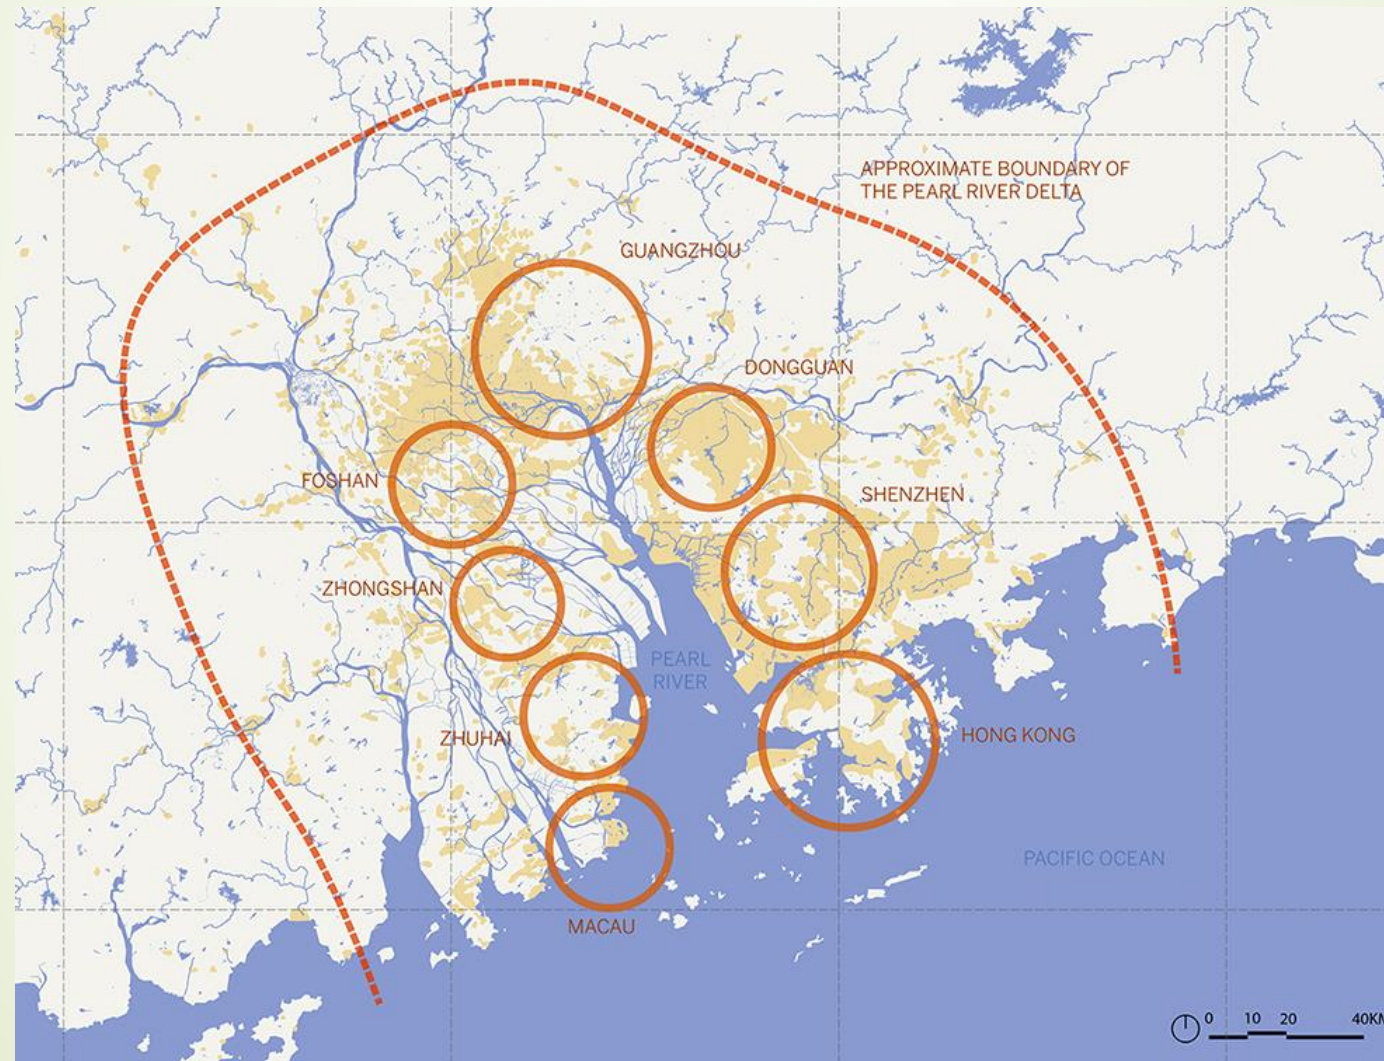 APPROXIMATE BOUNDARY OF
THE PEARL RIVER DELTA
GUANGZHOU
DONGGUAN
FOSHAN
SHENZHEN
ZHONGSHAN
PEARL
RIVER
ZHUHAI
HONG KONG
PACIFIC OCEAN
MACAU
0 10 20 40KM